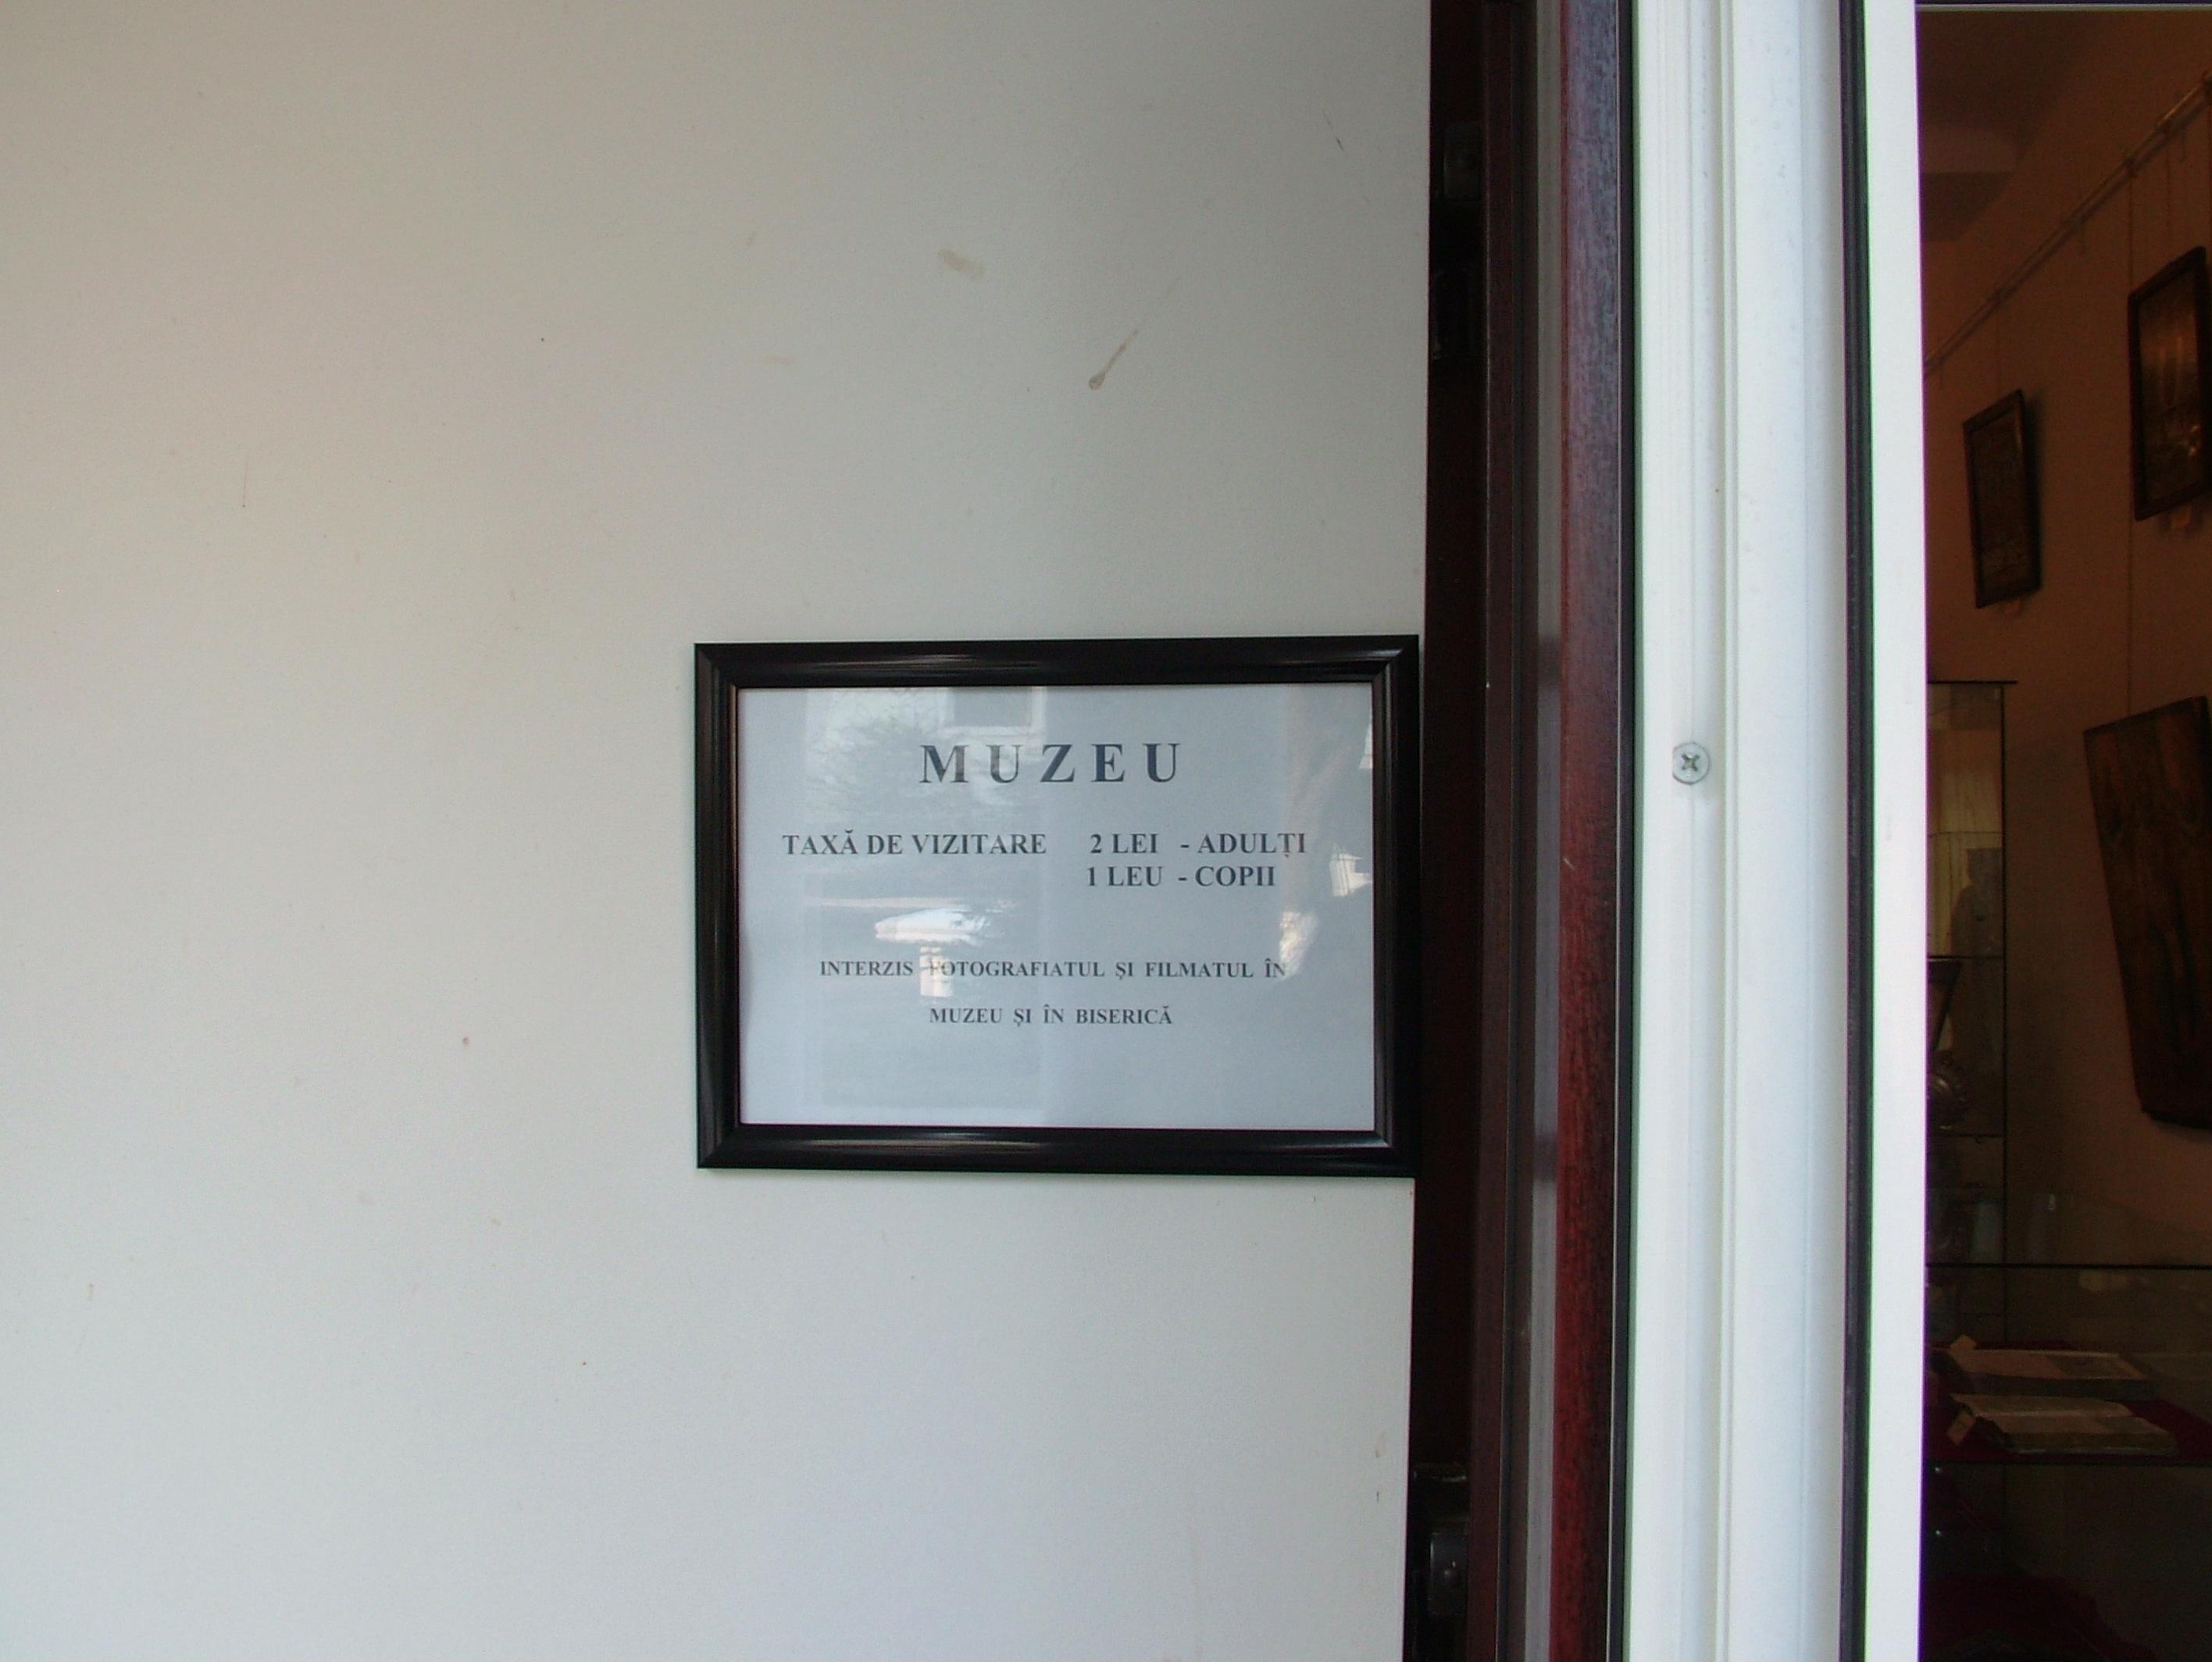 MUZEU
TAXĂ DE VIZITARE 2 LEI - ADULȚI
1 LEU - COPII
INTERZIS FOTOGRAFIATUL ȘI FILMATUL ÎN
MUZEU ȘI ÎN BISERICĂ